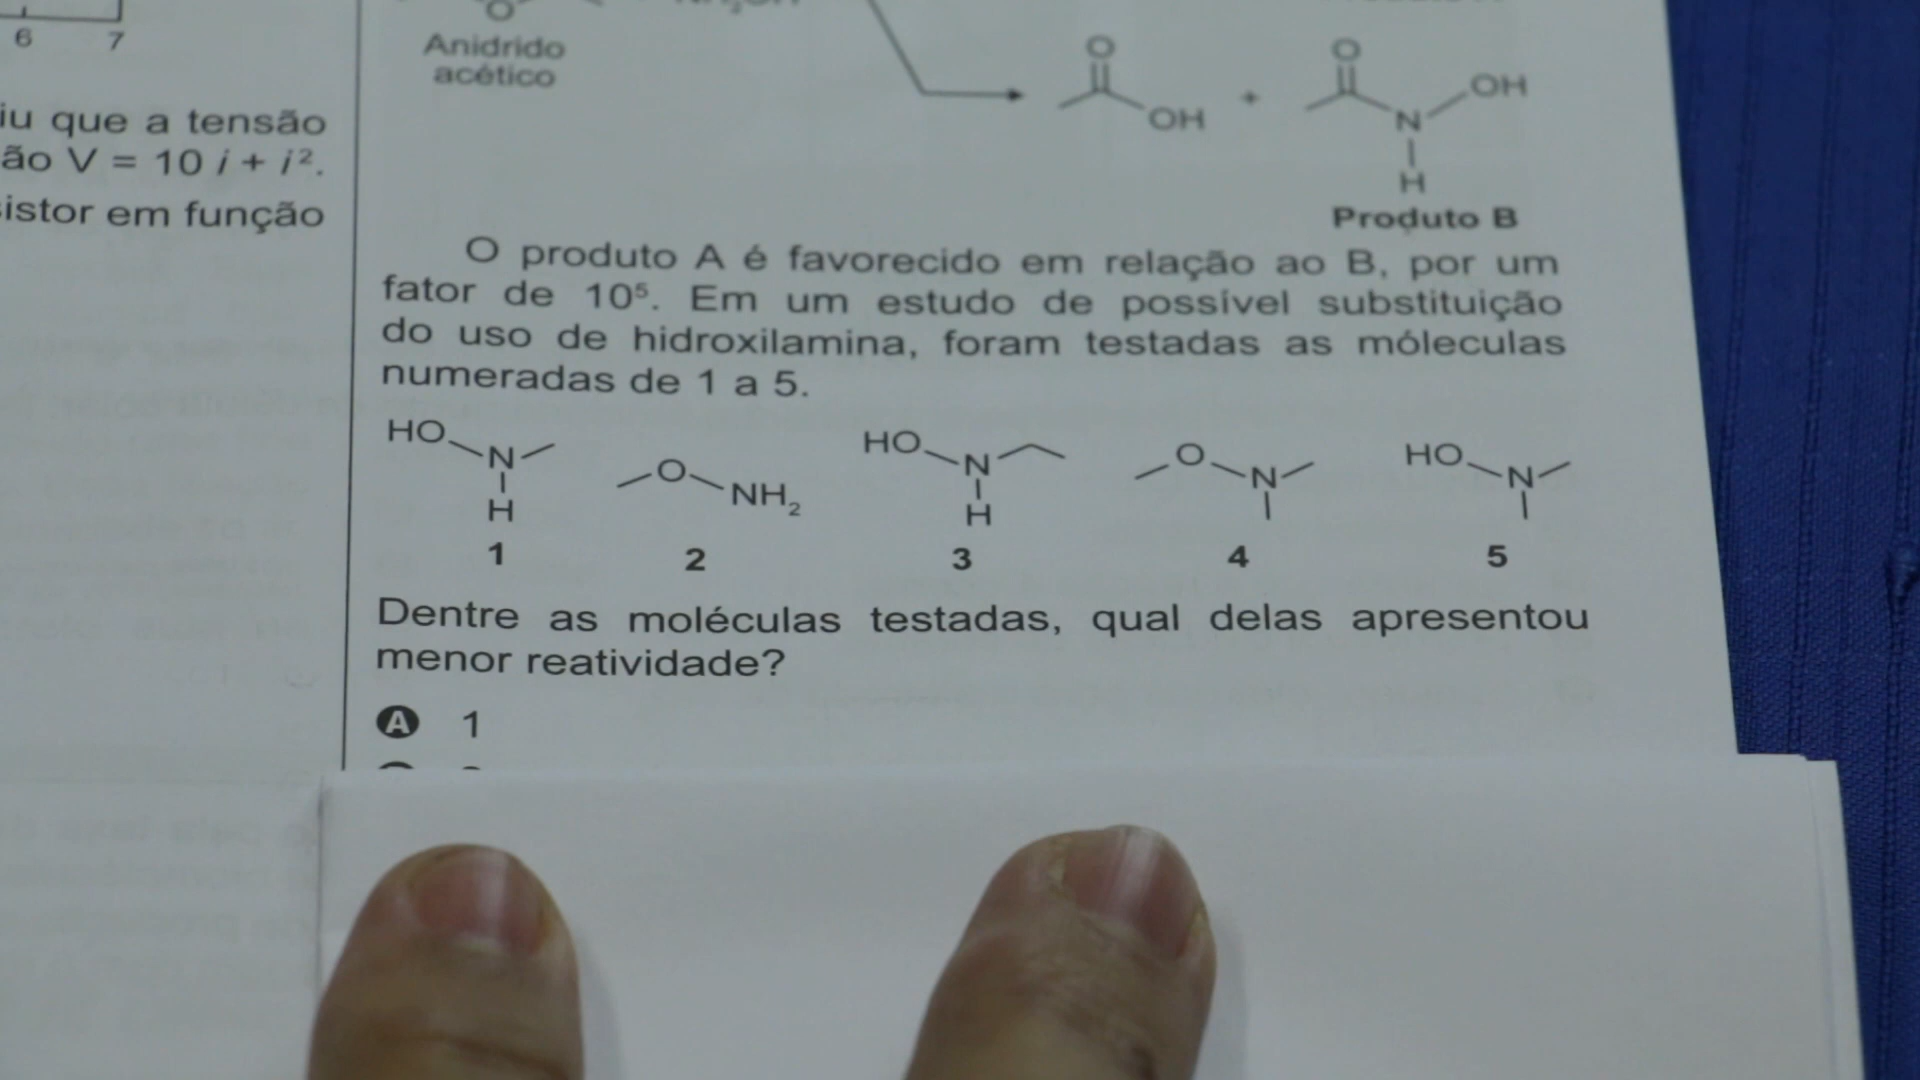 6 7
iu que a tensão
ão V = 10 i + i².
istor em função
Anidrido
acético
O
OH
+
O
N
OH
H
Produto B
O produto A é favorecido em relação ao B, por um
fator de 10⁵. Em um estudo de possível substituição
do uso de hidroxilamina, foram testadas as móleculas
numeradas de 1 a 5.
HO N H
1
O NH₂
2
HO N H
3
O N
4
HO N
5
Dentre as moléculas testadas, qual delas apresentou
menor reatividade?
A 1